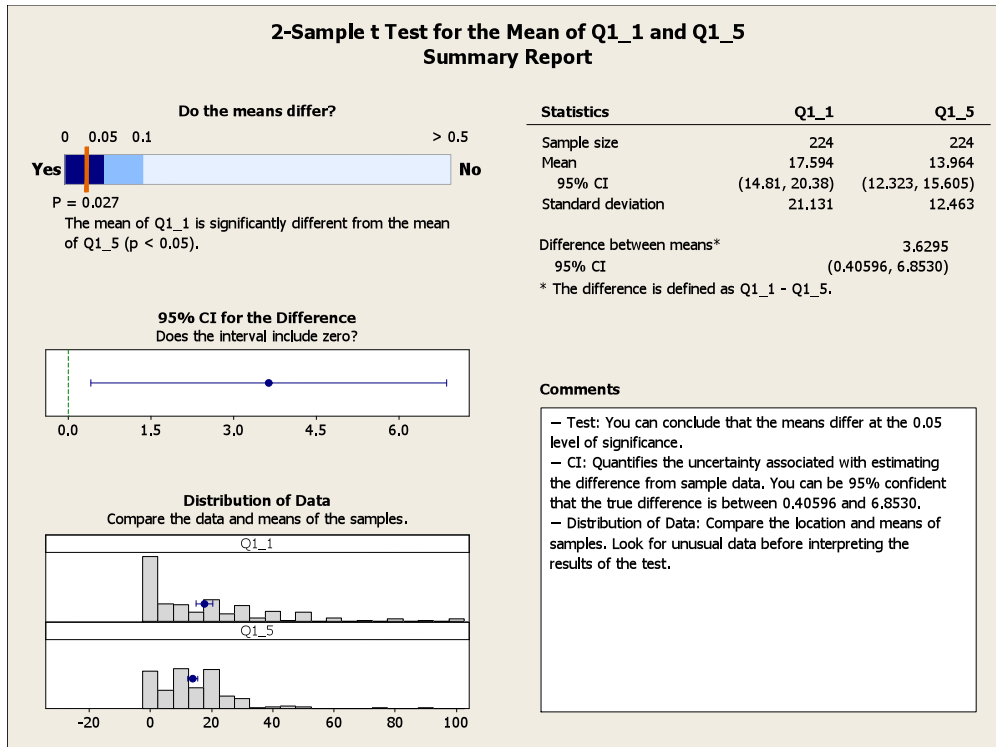 2-Sample t Test for the Mean of Q1_1 and Q1_5
Summary Report
Do the means differ?
0 0.05 0.1 > 0.5
Yes No
P = 0.027
The mean of Q1_1 is significantly different from the mean
of Q1_5 (p < 0.05).
95% CI for the Difference
Does the interval include zero?
0.0 1.5 3.0 4.5 6.0
Distribution of Data
Compare the data and means of the samples.
Q1_1
Q1_5
-20 0 20 40 60 80 100
Statistics Q1_1 Q1_5
Sample size 224 224
Mean 17.594 13.964
95% CI (14.81, 20.38) (12.323, 15.605)
Standard deviation 21.131 12.463
Difference between means* 3.6295
95% CI (0.40596, 6.8530)
* The difference is defined as Q1_1 - Q1_5.
Comments
— Test: You can conclude that the means differ at the 0.05
level of significance.
— CI: Quantifies the uncertainty associated with estimating
the difference from sample data. You can be 95% confident
that the true difference is between 0.40596 and 6.8530.
— Distribution of Data: Compare the location and means of
samples. Look for unusual data before interpreting the
results of the test.